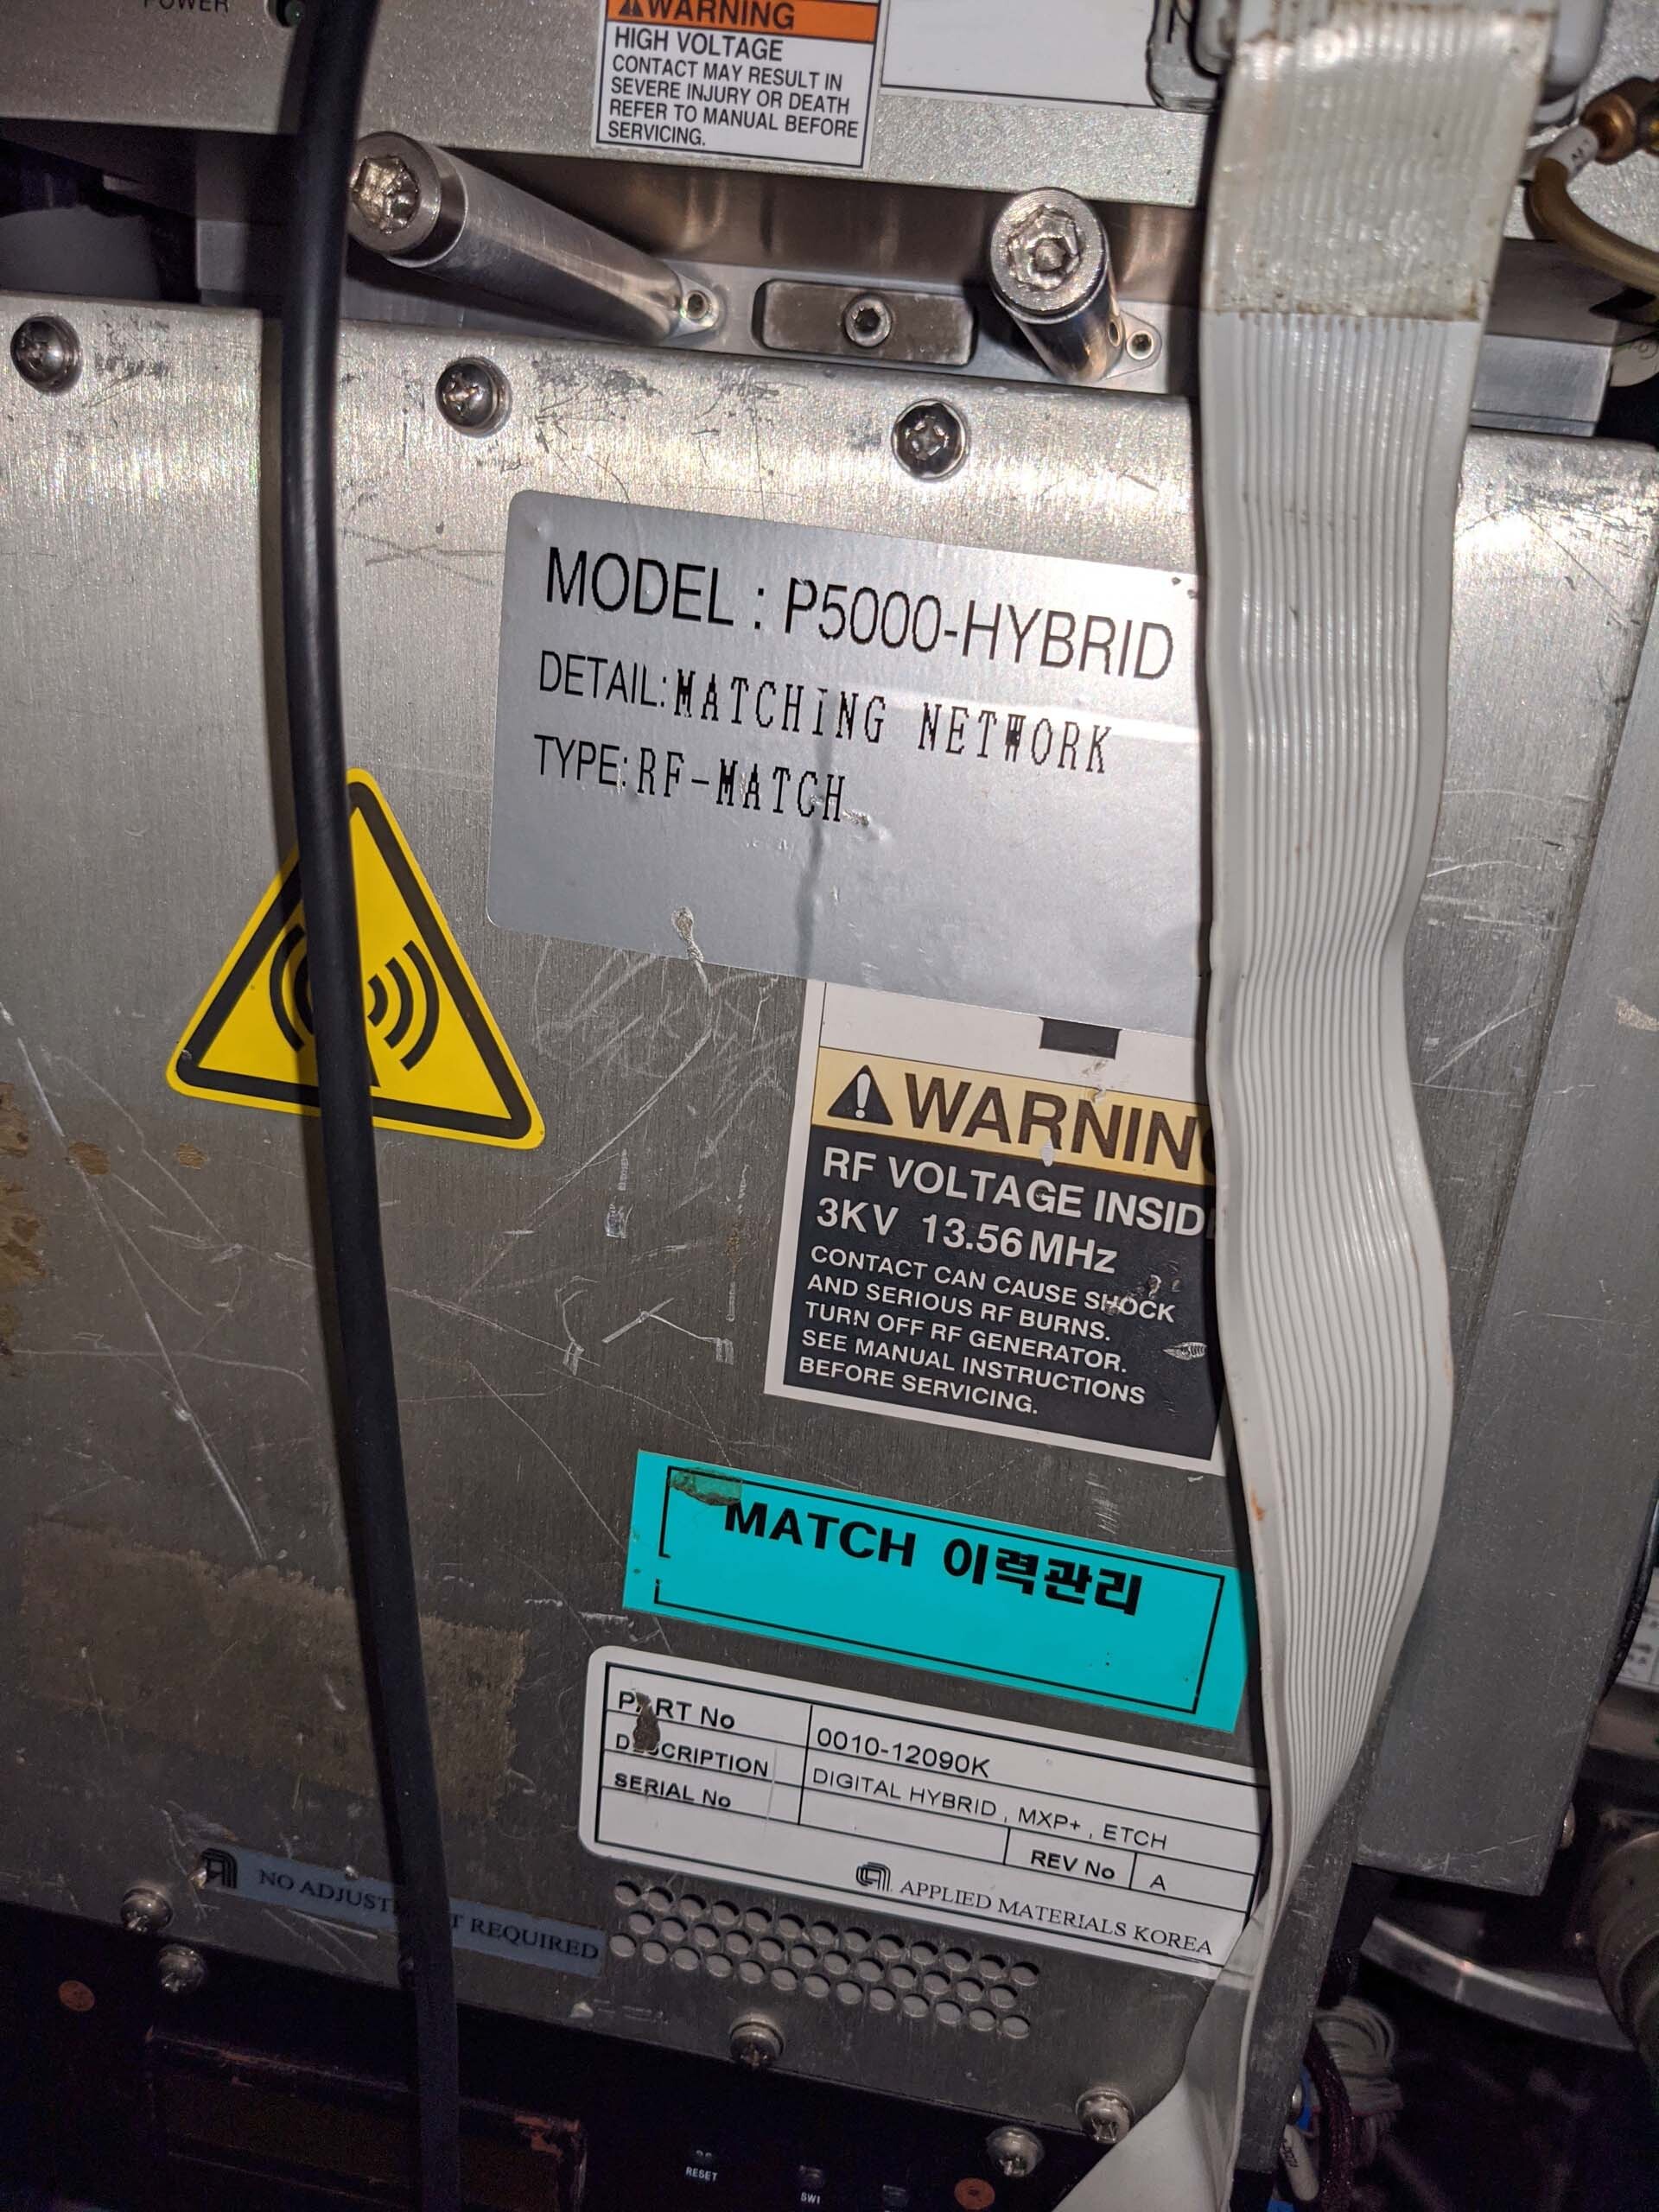 POWER
WARNING
HIGH VOLTAGE
CONTACT MAY RESULT IN
SEVERE INJURY OR DEATH
REFER TO MANUAL BEFORE
SERVICING.
MODEL : P5000-HYBRID
DETAIL:MATCHING NETWORK
TYPE:RF-MATCH
WARNIN
RF VOLTAGE INSID
3KV 13.56 MHz
CONTACT CAN CAUSE SHOCK
AND SERIOUS RF BURNS.
TURN OFF RF GENERATOR.
SEE MANUAL INSTRUCTIONS
BEFORE SERVICING.
MATCH 이력관리
PART No 0010-12090K
DESCRIPTION DIGITAL HYBRID , MXP+ , ETCH
SERIAL No
REV No A
APPLIED MATERIALS KOREA
NO ADJUST T REQUIRED
RESET
SW1